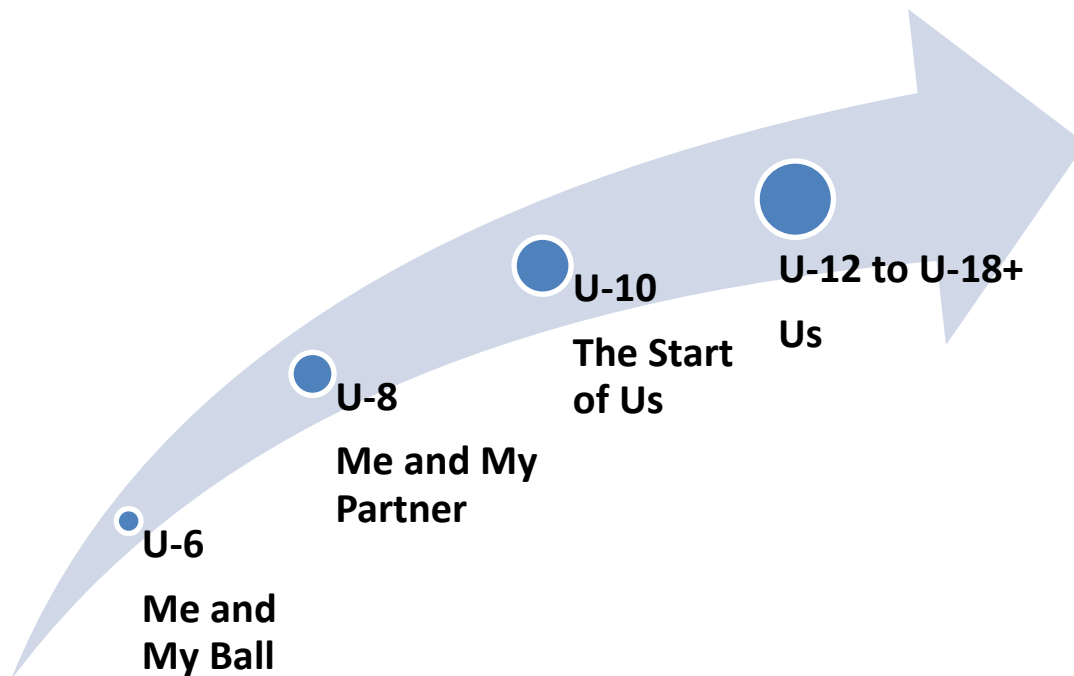 U-6
Me and
My Ball
U-8
Me and My
Partner
U-10
The Start
of Us
U-12 to U-18+
Us